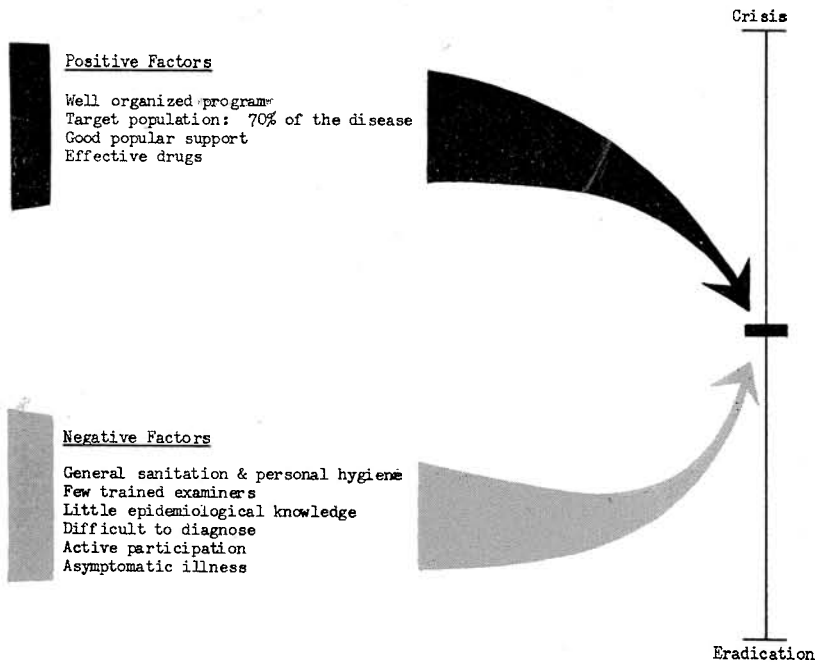 Crisis
Positive Factors
Well organized program
Target population: 70% of the disease
Good popular support
Effective drugs
Negative Factors
General sanitation & personal hygiene
Few trained examiners
Little epidemiological knowledge
Difficult to diagnose
Active participation
Asymptomatic illness
Eradication